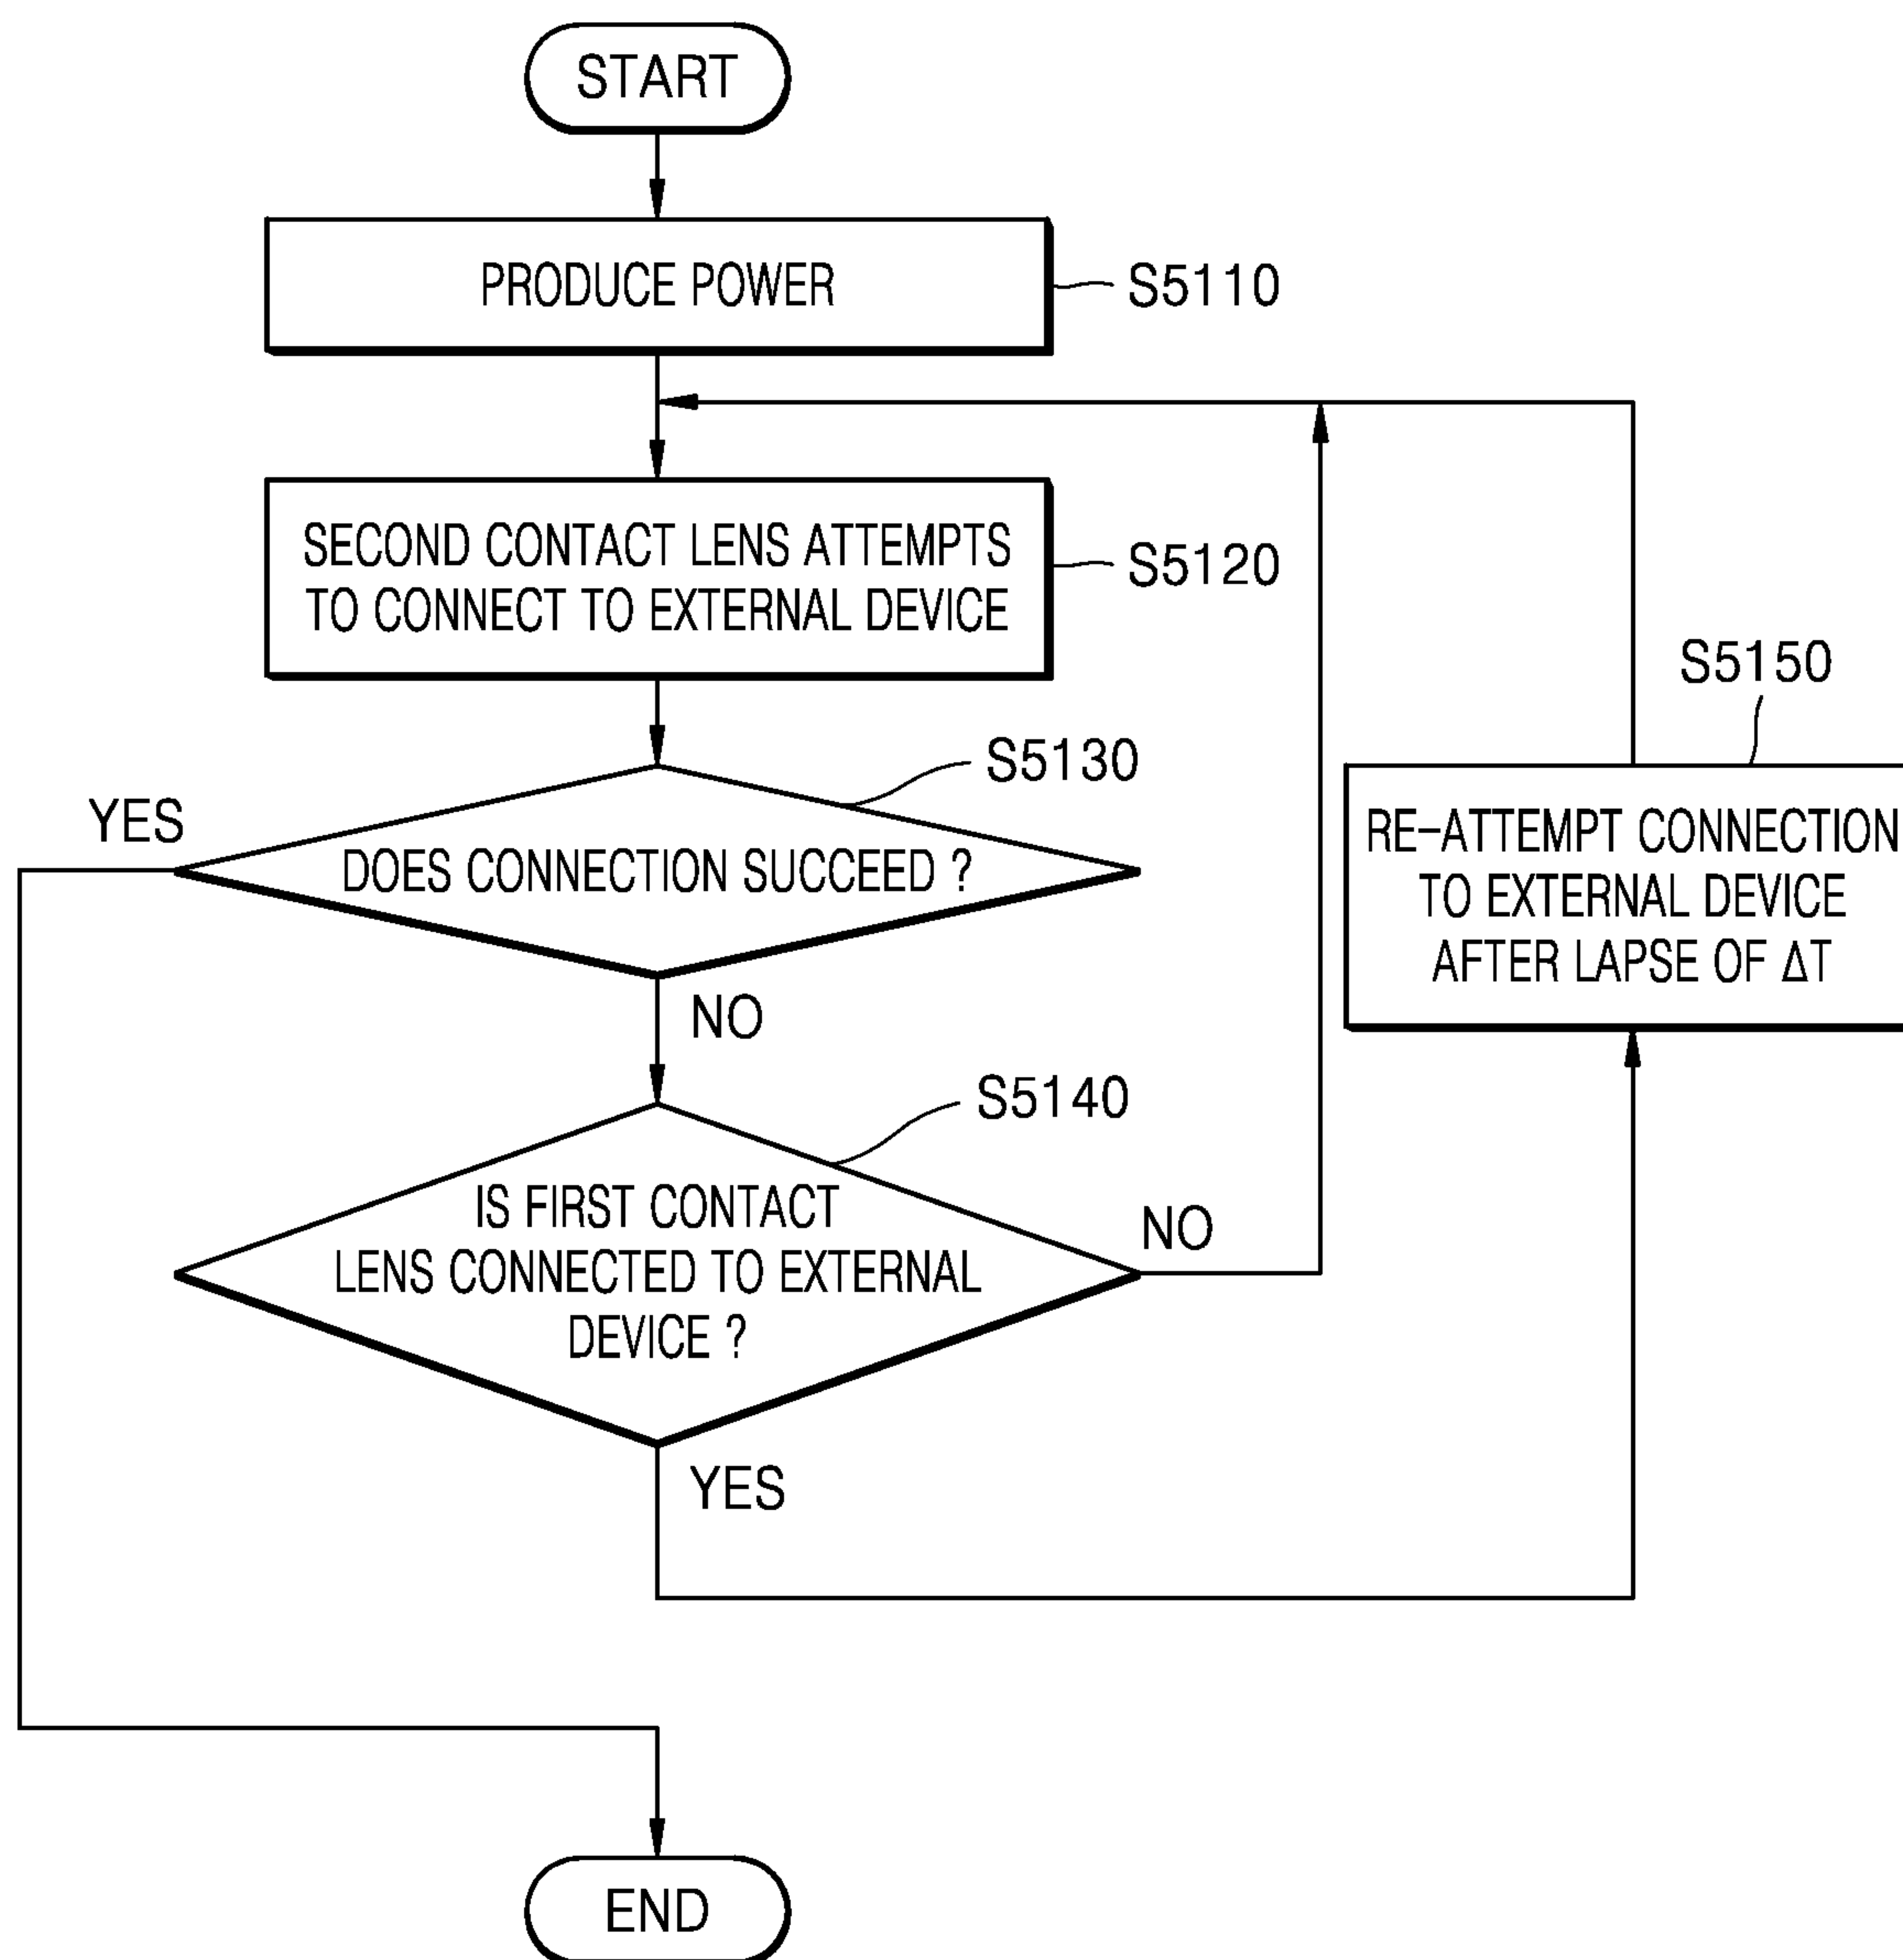 START
PRODUCE POWER
S5110
SECOND CONTACT LENS ATTEMPTS
TO CONNECT TO EXTERNAL DEVICE
S5120
S5130
YES
DOES CONNECTION SUCCEED ?
NO
S5140
IS FIRST CONTACT
LENS CONNECTED TO EXTERNAL
DEVICE ?
NO
YES
S5150
RE-ATTEMPT CONNECTION
TO EXTERNAL DEVICE
AFTER LAPSE OF ΔT
END